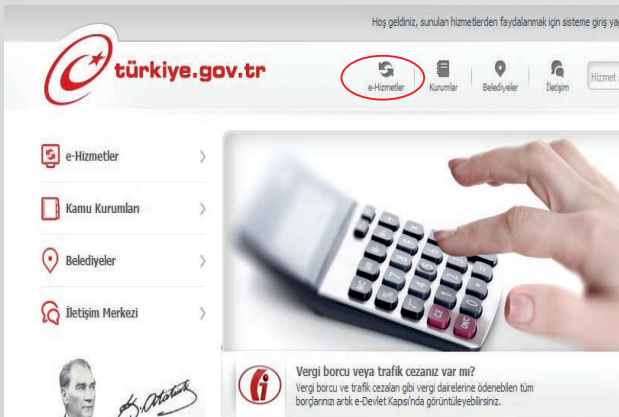 Hoş geldiniz, sunulan hizmetlerden faydalanmak için sisteme giriş
türkiye.gov.tr
e-Hizmetler
Kurumlar
Belediyeler
İletişim
Hizmet
e-Hizmetler
Kamu Kurumları
Belediyeler
İletişim Merkezi
K. Atatürk
Vergi borcu veya trafik cezanız var mı?
Vergi borcu ve trafik cezaları gibi vergi dairelerine ödenebilen tüm
borçlarınızı artık e-Devlet Kapısı'nda görüntüleyebilirsiniz.